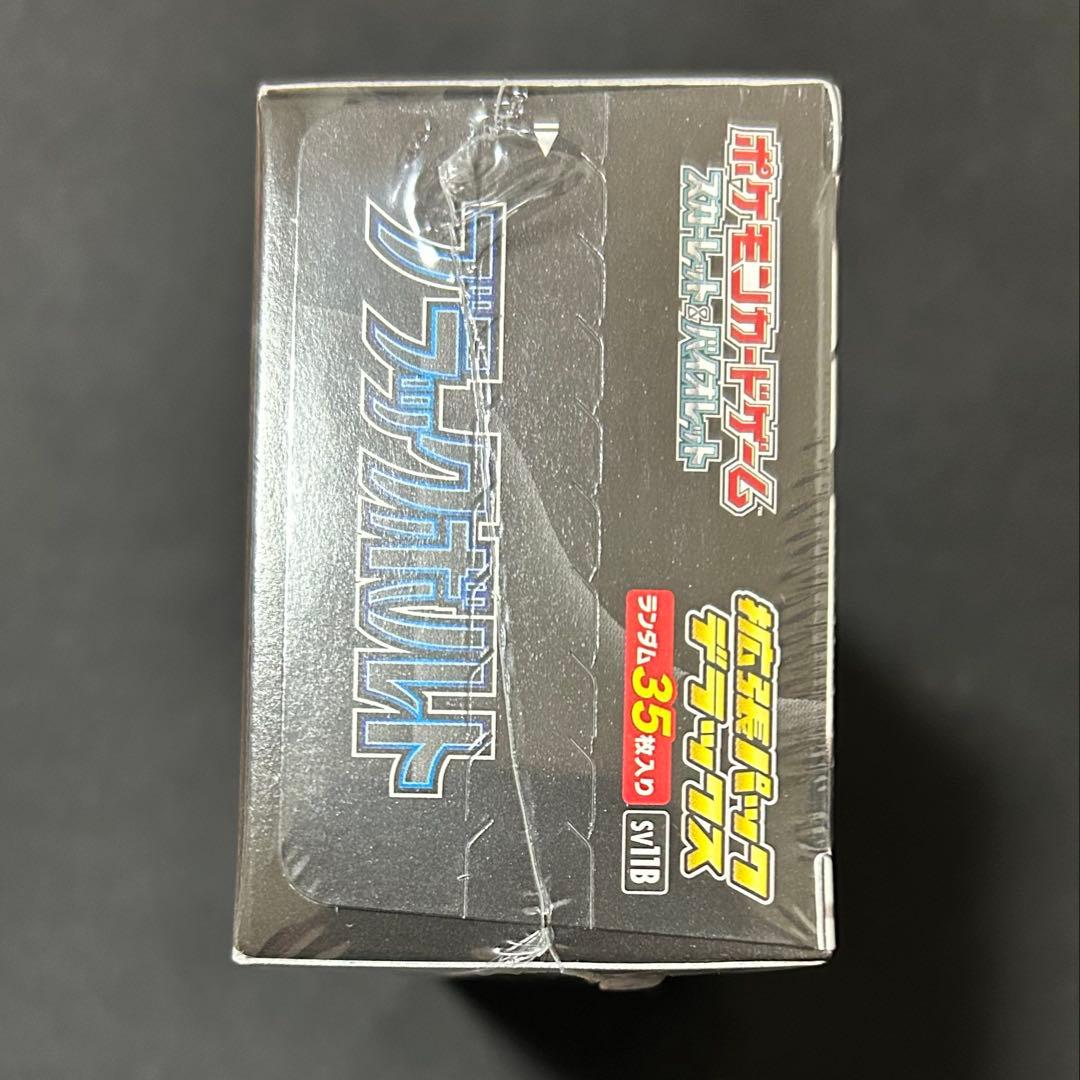 ポケモンカードゲーム™
スカーレット&バイオレット
拡張パック
デラックス
ランダム35枚入り
SV11B
ブラックボルト